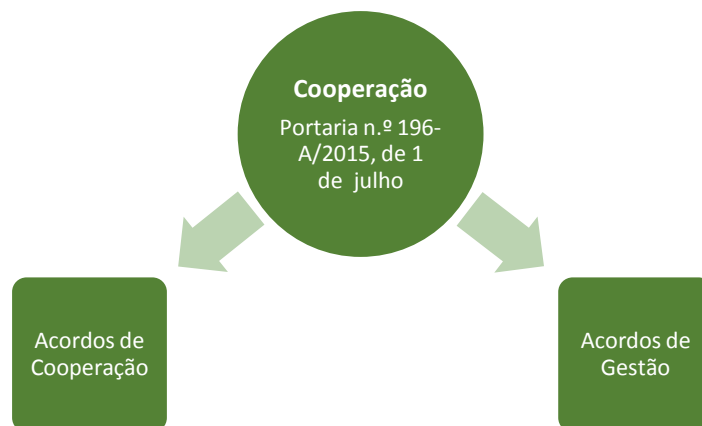 Cooperação
Portaria n.º 196-
A/2015, de 1
de julho
Acordos de
Cooperação
Acordos de
Gestão